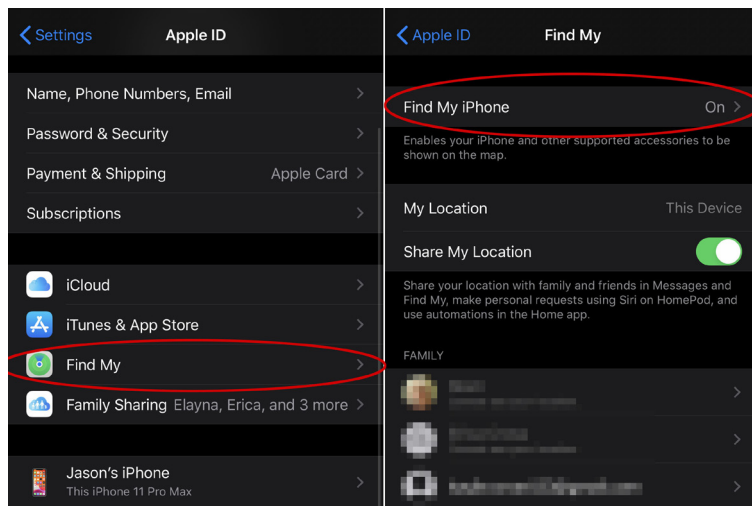 Settings
Apple ID
Name, Phone Numbers, Email
Password & Security
Payment & Shipping Apple Card
Subscriptions
iCloud
iTunes & App Store
Find My
Family Sharing Elayna, Erica, and 3 more
Jason's iPhone
This iPhone 11 Pro Max
Apple ID
Find My
Find My iPhone On
Enables your iPhone and other supported accessories to be
shown on the map.
My Location This Device
Share My Location
Share your location with family and friends in Messages and
Find My, make personal requests using Siri on HomePod, and
use automations in the Home app.
FAMILY